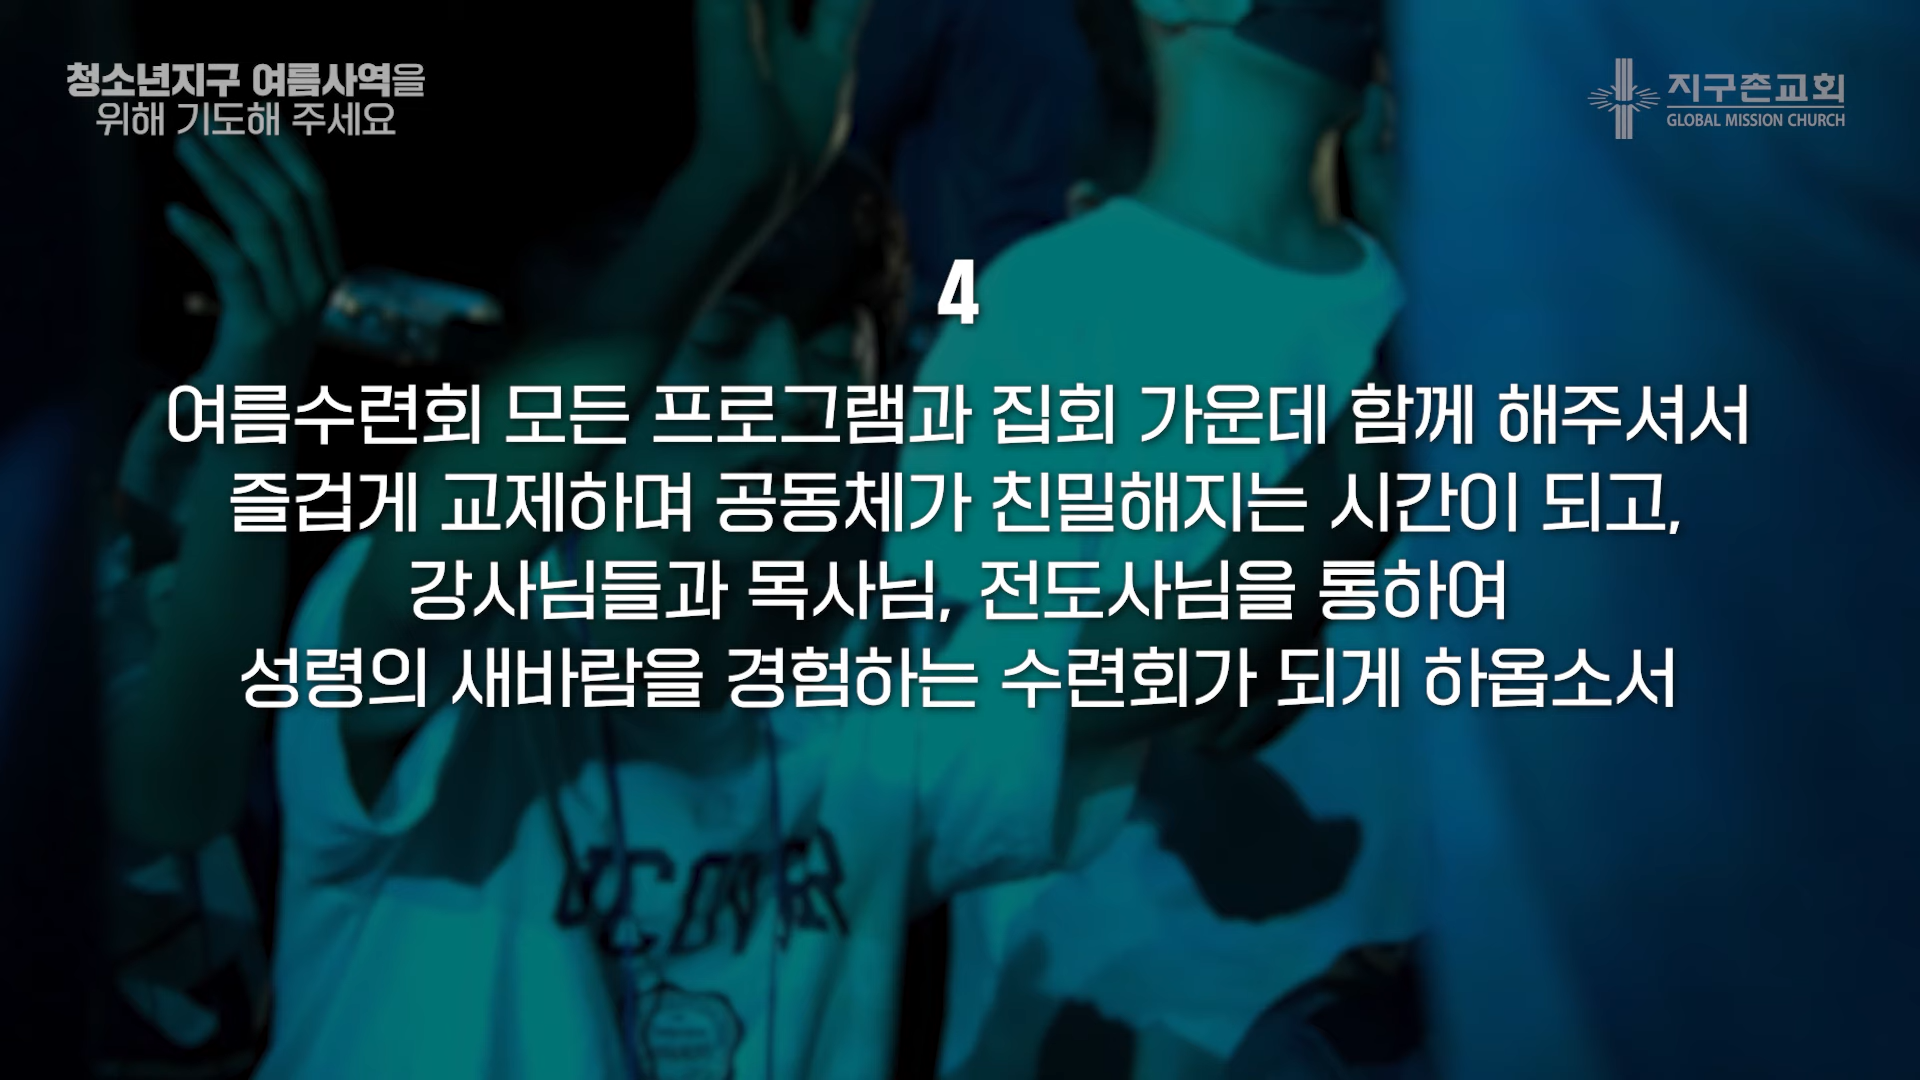 청소년지구 여름사역을
위해 기도해 주세요
지구촌교회
GLOBAL MISSION CHURCH
4
여름수련회 모든 프로그램과 집회 가운데 함께 해주셔서
즐겁게 교제하며 공동체가 친밀해지는 시간이 되고,
강사님들과 목사님, 전도사님을 통하여
성령의 새바람을 경험하는 수련회가 되게 하옵소서